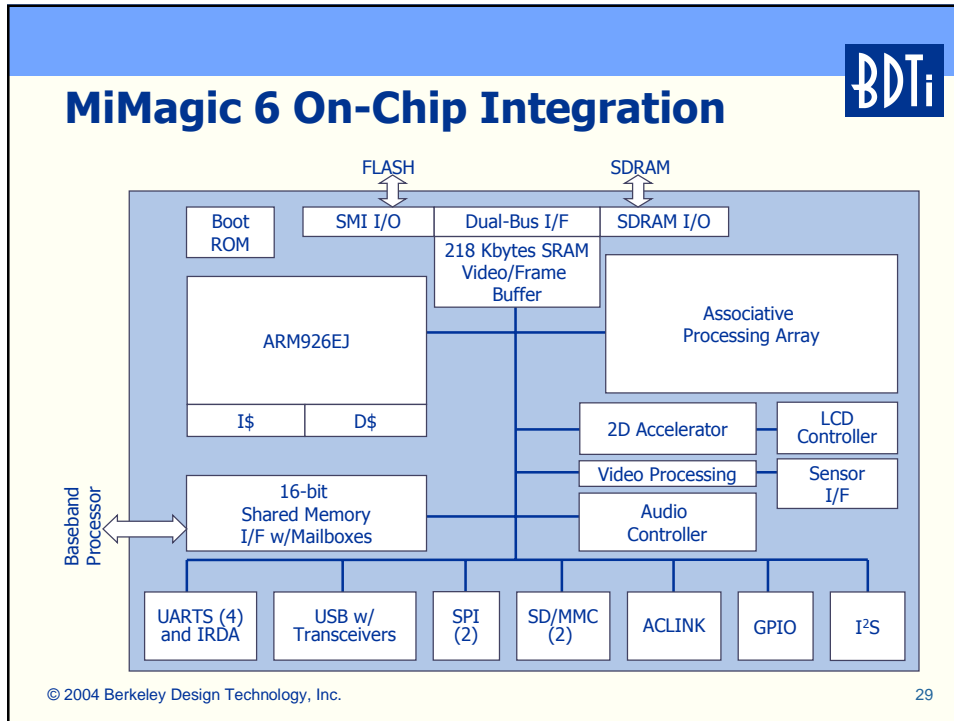 BDTi
MiMagic 6 On-Chip Integration
FLASH
SDRAM
Boot
ROM
SMI I/O
Dual-Bus I/F
SDRAM I/O
218 Kbytes SRAM
Video/Frame
Buffer
ARM926EJ
Associative
Processing Array
I$
D$
2D Accelerator
LCD
Controller
Video Processing
Sensor
I/F
Baseband
Processor
16-bit
Shared Memory
I/F w/Mailboxes
Audio
Controller
UARTS (4)
and IRDA
USB w/
Transceivers
SPI
(2)
SD/MMC
(2)
ACLINK
GPIO
I²S
© 2004 Berkeley Design Technology, Inc.
29